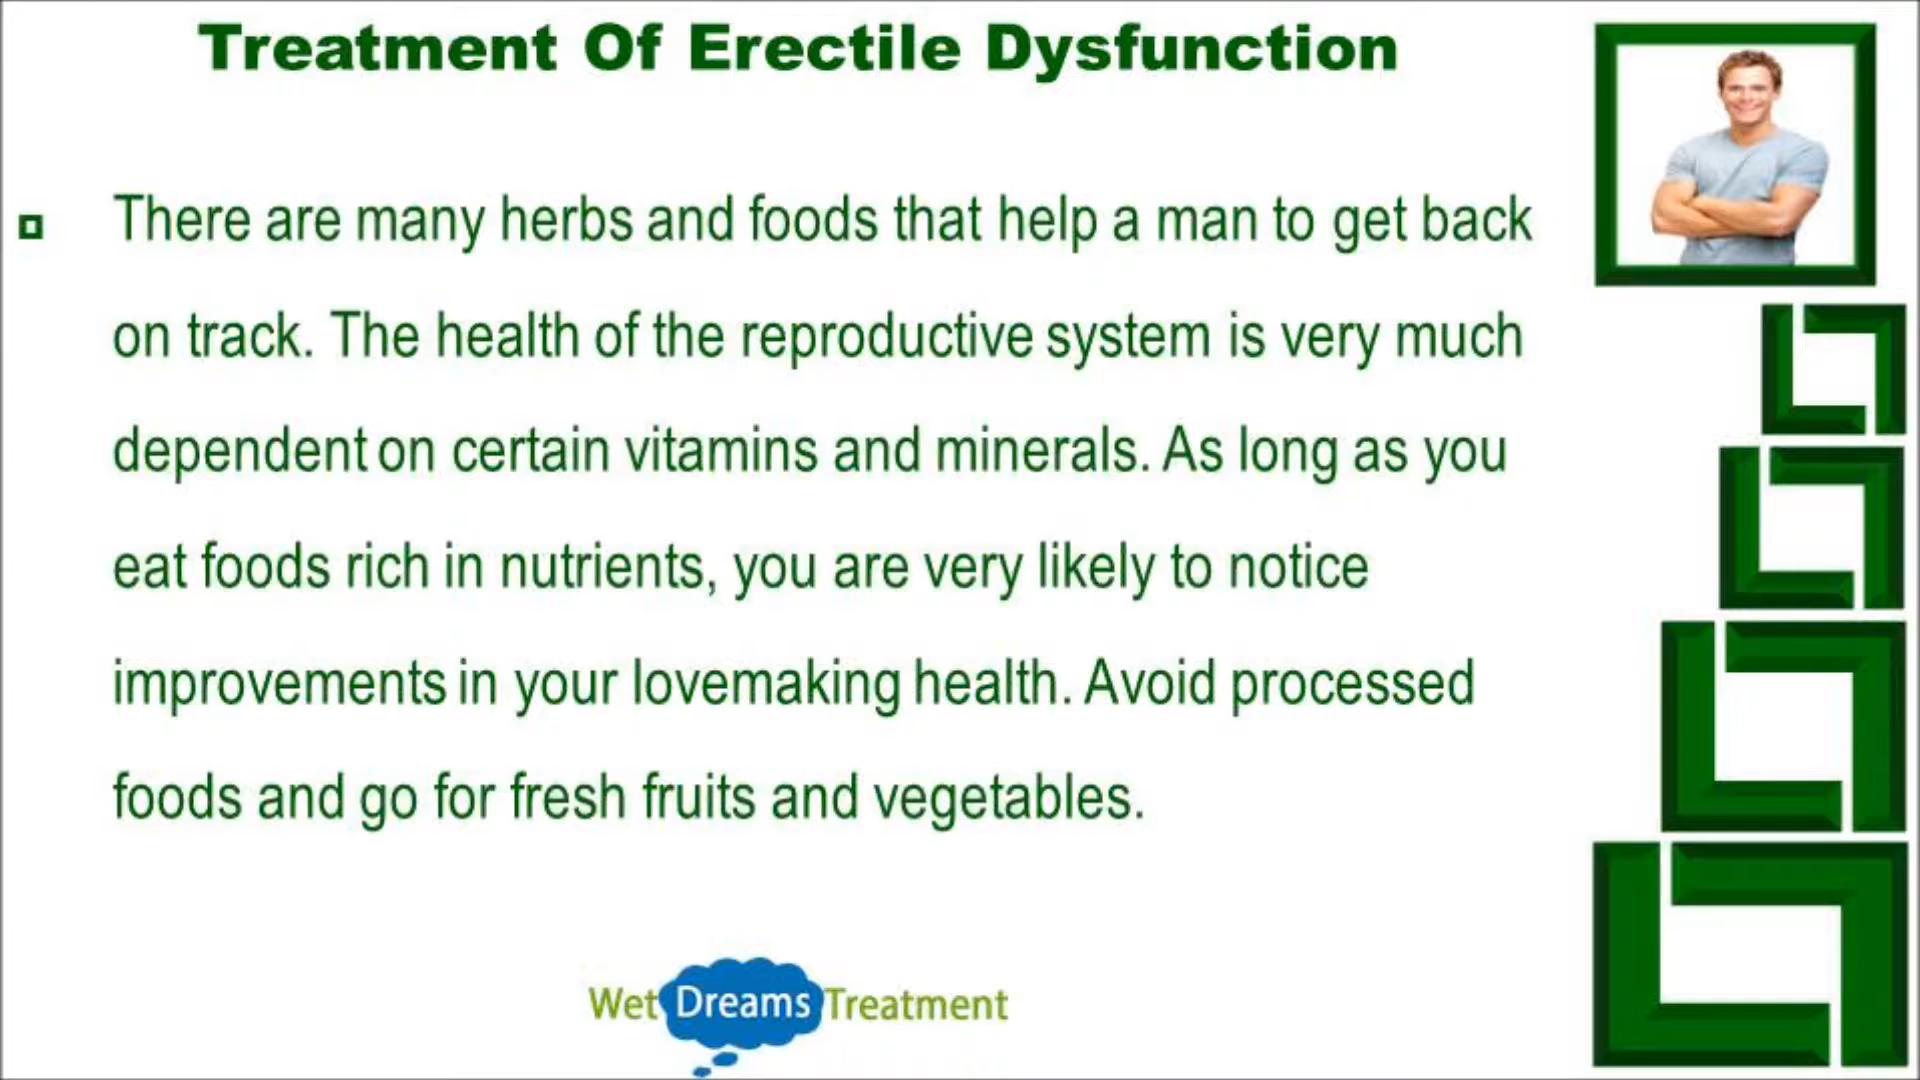 Treatment Of Erectile Dysfunction
There are many herbs and foods that help a man to get back
on track. The health of the reproductive system is very much
dependent on certain vitamins and minerals. As long as you
eat foods rich in nutrients, you are very likely to notice
improvements in your lovemaking health. Avoid processed
foods and go for fresh fruits and vegetables.
Wet Dreams Treatment